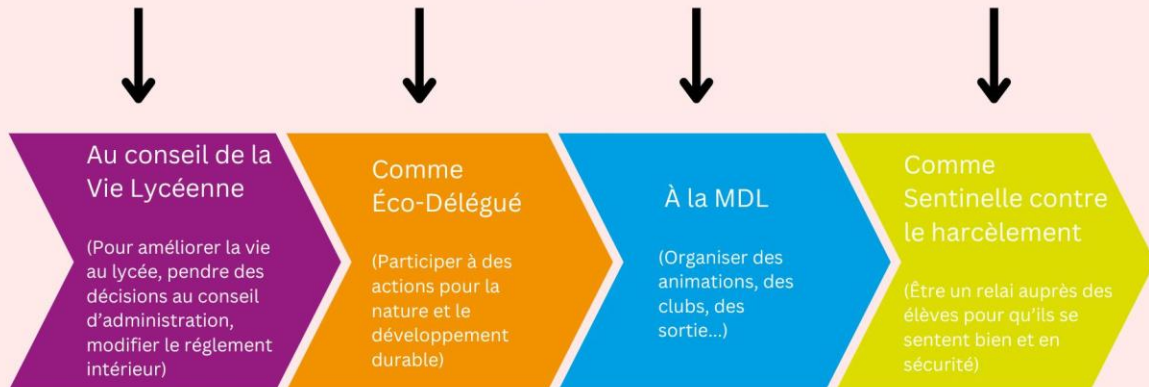 Au conseil de la
Vie Lycéenne
(Pour améliorer la vie
au lycée, pendre des
décisions au conseil
d'administration,
modifier le réglement
intérieur)
Comme
Éco-Délégué
(Participer à des
actions pour la
nature et le
développement
durable)
À la MDL
(Organiser des
animations, des
clubs, des
sortie...)
Comme
Sentinelle contre
le harcèlement
(Être un relai auprès des
élèves pour qu'ils se
sentent bien et en
sécurité)